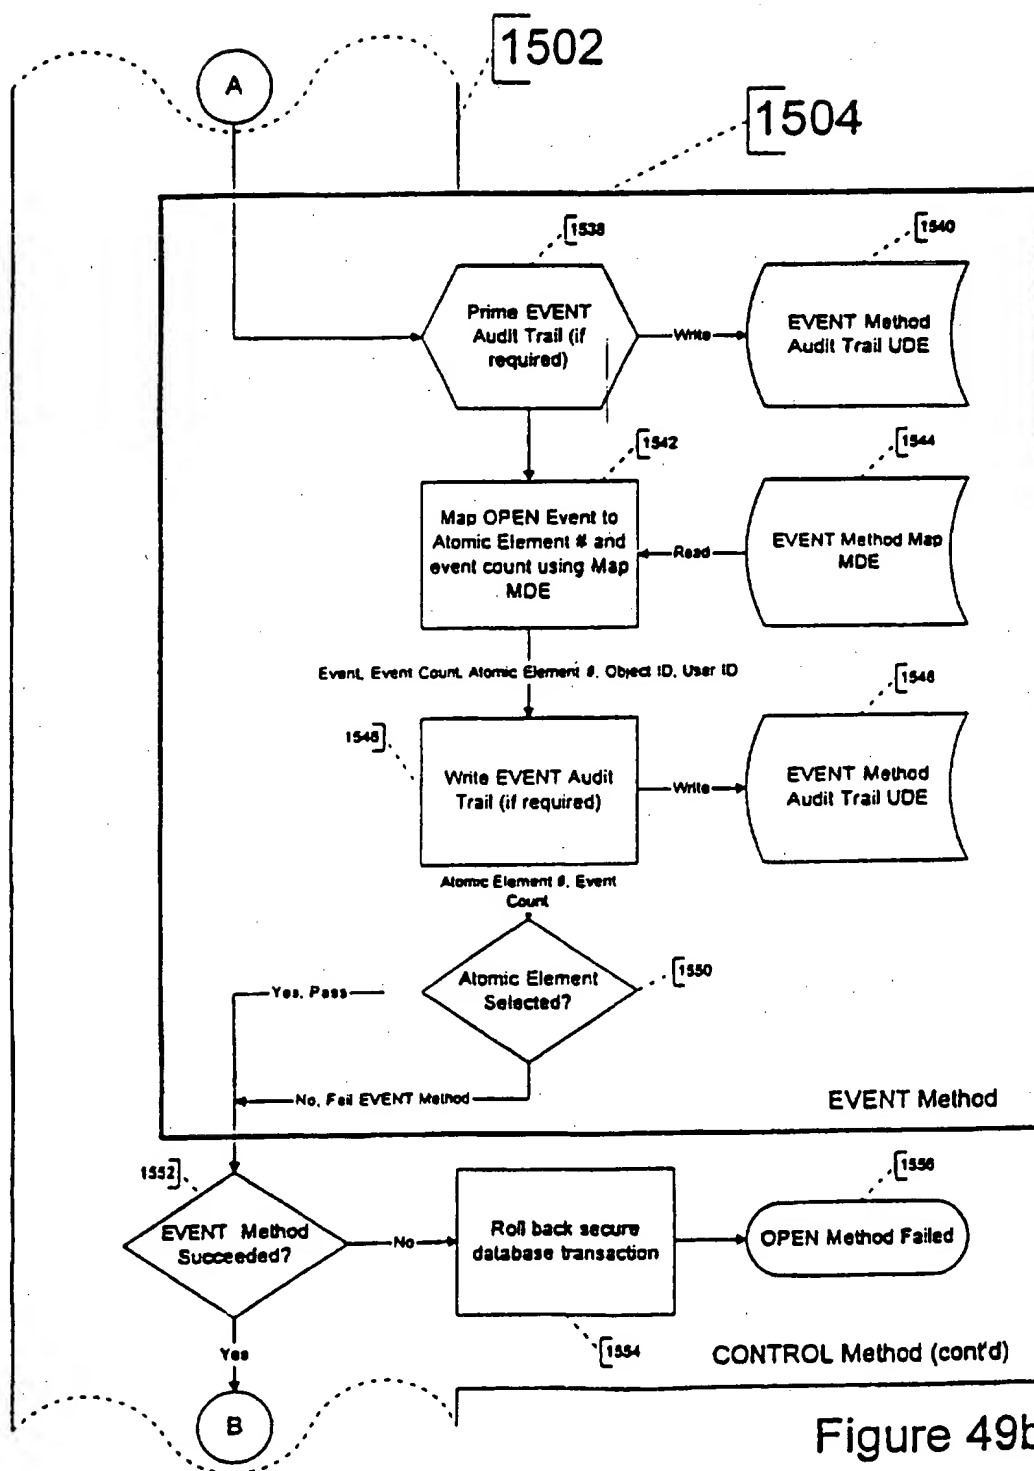 1502
A
1504
1538
1540
Prime EVENT
Audit Trail (if
required)
Write
EVENT Method
Audit Trail UDE
1542
1544
Map OPEN Event to
Atomic Element # and
event count using Map
MDE
Read
EVENT Method Map
MDE
Event, Event Count, Atomic Element #, Object ID, User ID
1546
1548
Write EVENT Audit
Trail (if required)
Write
EVENT Method
Audit Trail UDE
Atomic Element #, Event
Count
1550
Atomic Element
Selected?
Yes, Pass
No, Fail EVENT Method
EVENT Method
1552
1556
EVENT Method
Succeeded?
No
Roll back secure
database transaction
OPEN Method Failed
Yes
1554
CONTROL Method (cont'd)
B
Figure 49b